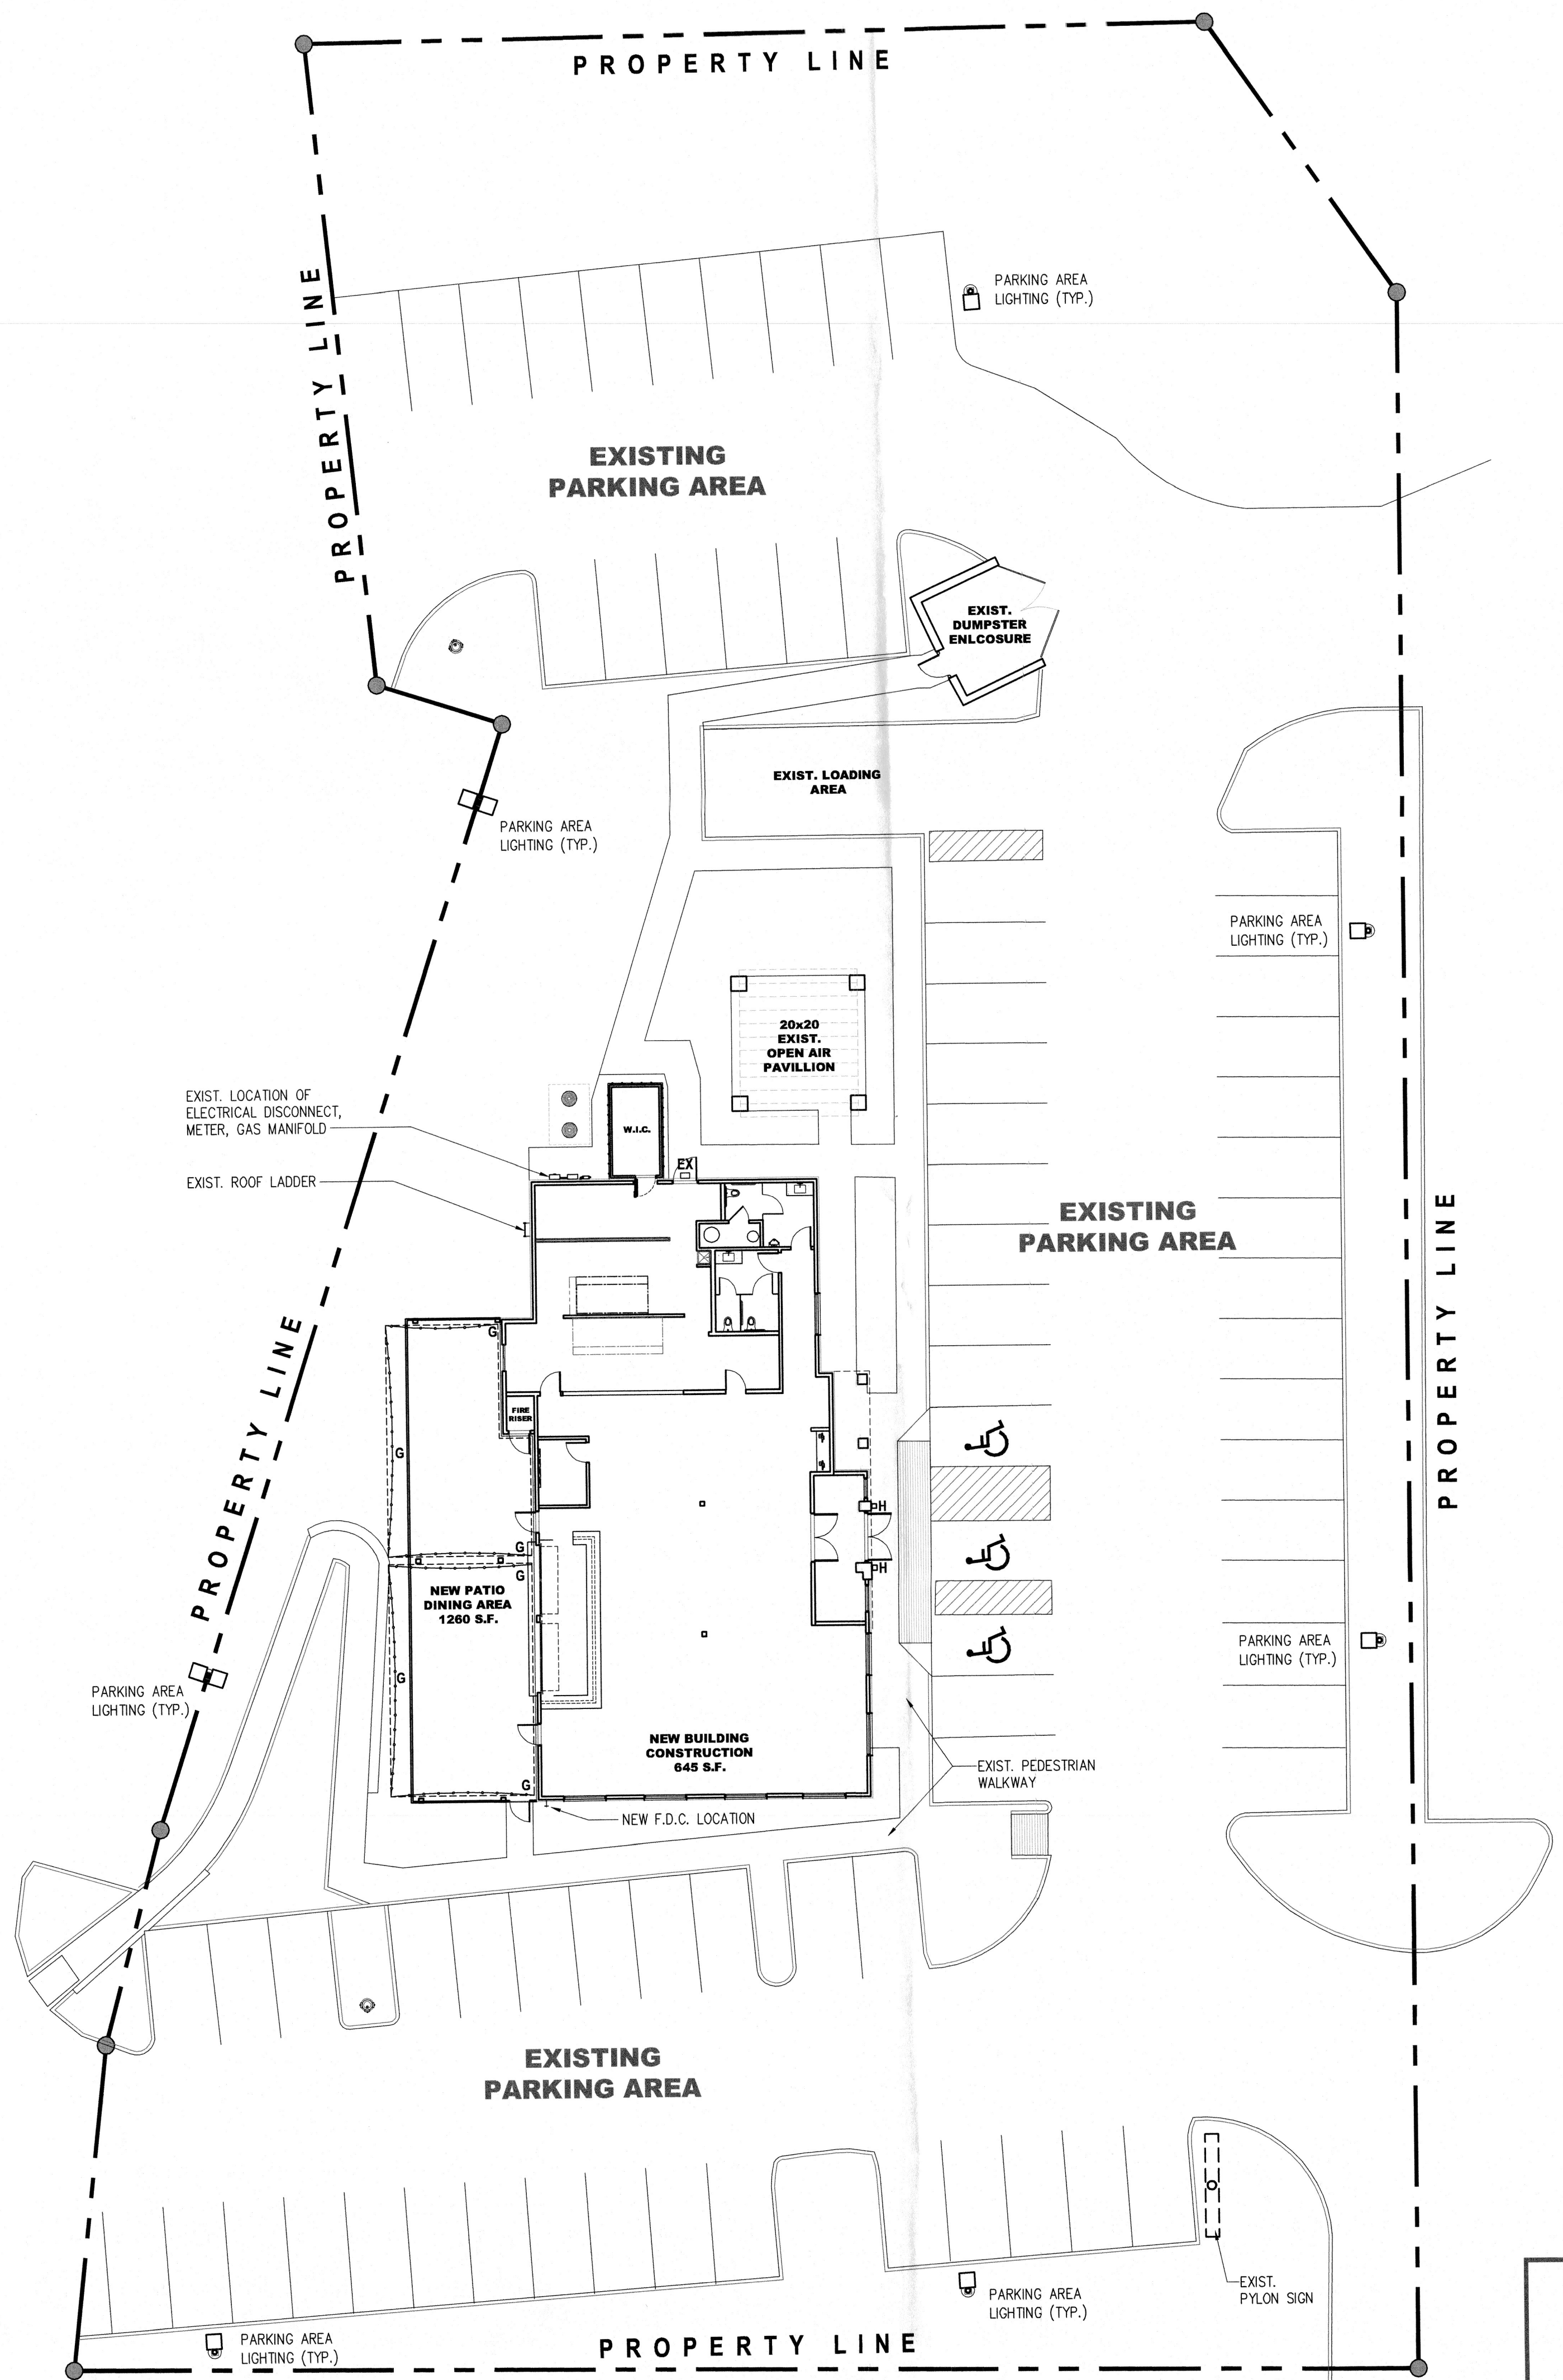 PROPERTY LINE
PARKING AREA
LIGHTING (TYP.)
PROPERTY LINE
EXISTING
PARKING AREA
EXIST.
DUMPSTER
ENLCOSURE
EXIST. LOADING
AREA
PARKING AREA
LIGHTING (TYP.)
PARKING AREA
LIGHTING (TYP.)
20x20
EXIST.
OPEN AIR
PAVILLION
EXIST. LOCATION OF
ELECTRICAL DISCONNECT,
METER, GAS MANIFOLD
W.I.C.
EX
EXIST. ROOF LADDER
EXISTING
PARKING AREA
PROPERTY LINE
PROPERTY LINE
G
FIRE
RISER
G
H
G
G
H
NEW PATIO
DINING AREA
1260 S.F.
G
PARKING AREA
LIGHTING (TYP.)
PARKING AREA
LIGHTING (TYP.)
NEW BUILDING
CONSTRUCTION
645 S.F.
G
EXIST. PEDESTRIAN
WALKWAY
NEW F.D.C. LOCATION
EXISTING
PARKING AREA
EXIST.
PYLON SIGN
PARKING AREA
LIGHTING (TYP.)
PARKING AREA
LIGHTING (TYP.)
PROPERTY LINE